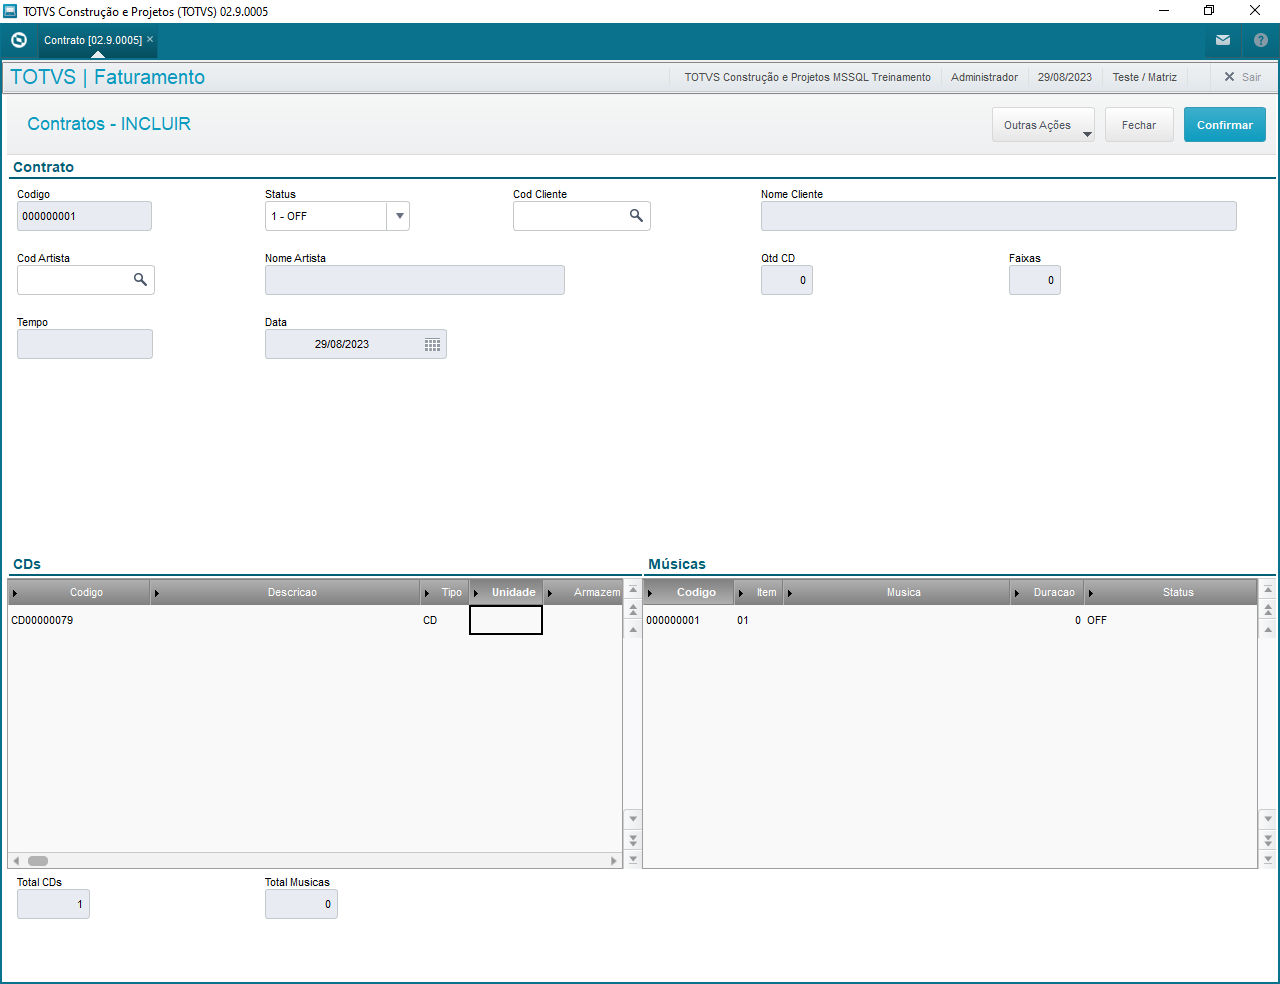 TOTVS Construção e Projetos (TOTVS) 02.9.0005
Contrato [02.9.0005]
TOTVS | Faturamento
TOTVS Construção e Projetos MSSQL Treinamento
Administrador
29/08/2023
Teste / Matriz
Sair
Contratos - INCLUIR
Outras Ações
Fechar
Confirmar
Contrato
Codigo
Status
Cod Cliente
Nome Cliente
000000001
1 - OFF
Cod Artista
Nome Artista
Qtd CD
Faixas
0
0
Tempo
Data
29/08/2023
CDs
Codigo
Descricao
Tipo
Unidade
Armazem
CD00000079
CD
Músicas
Codigo
Item
Musica
Duracao
Status
000000001
01
0
OFF
Total CDs
Total Musicas
1
0